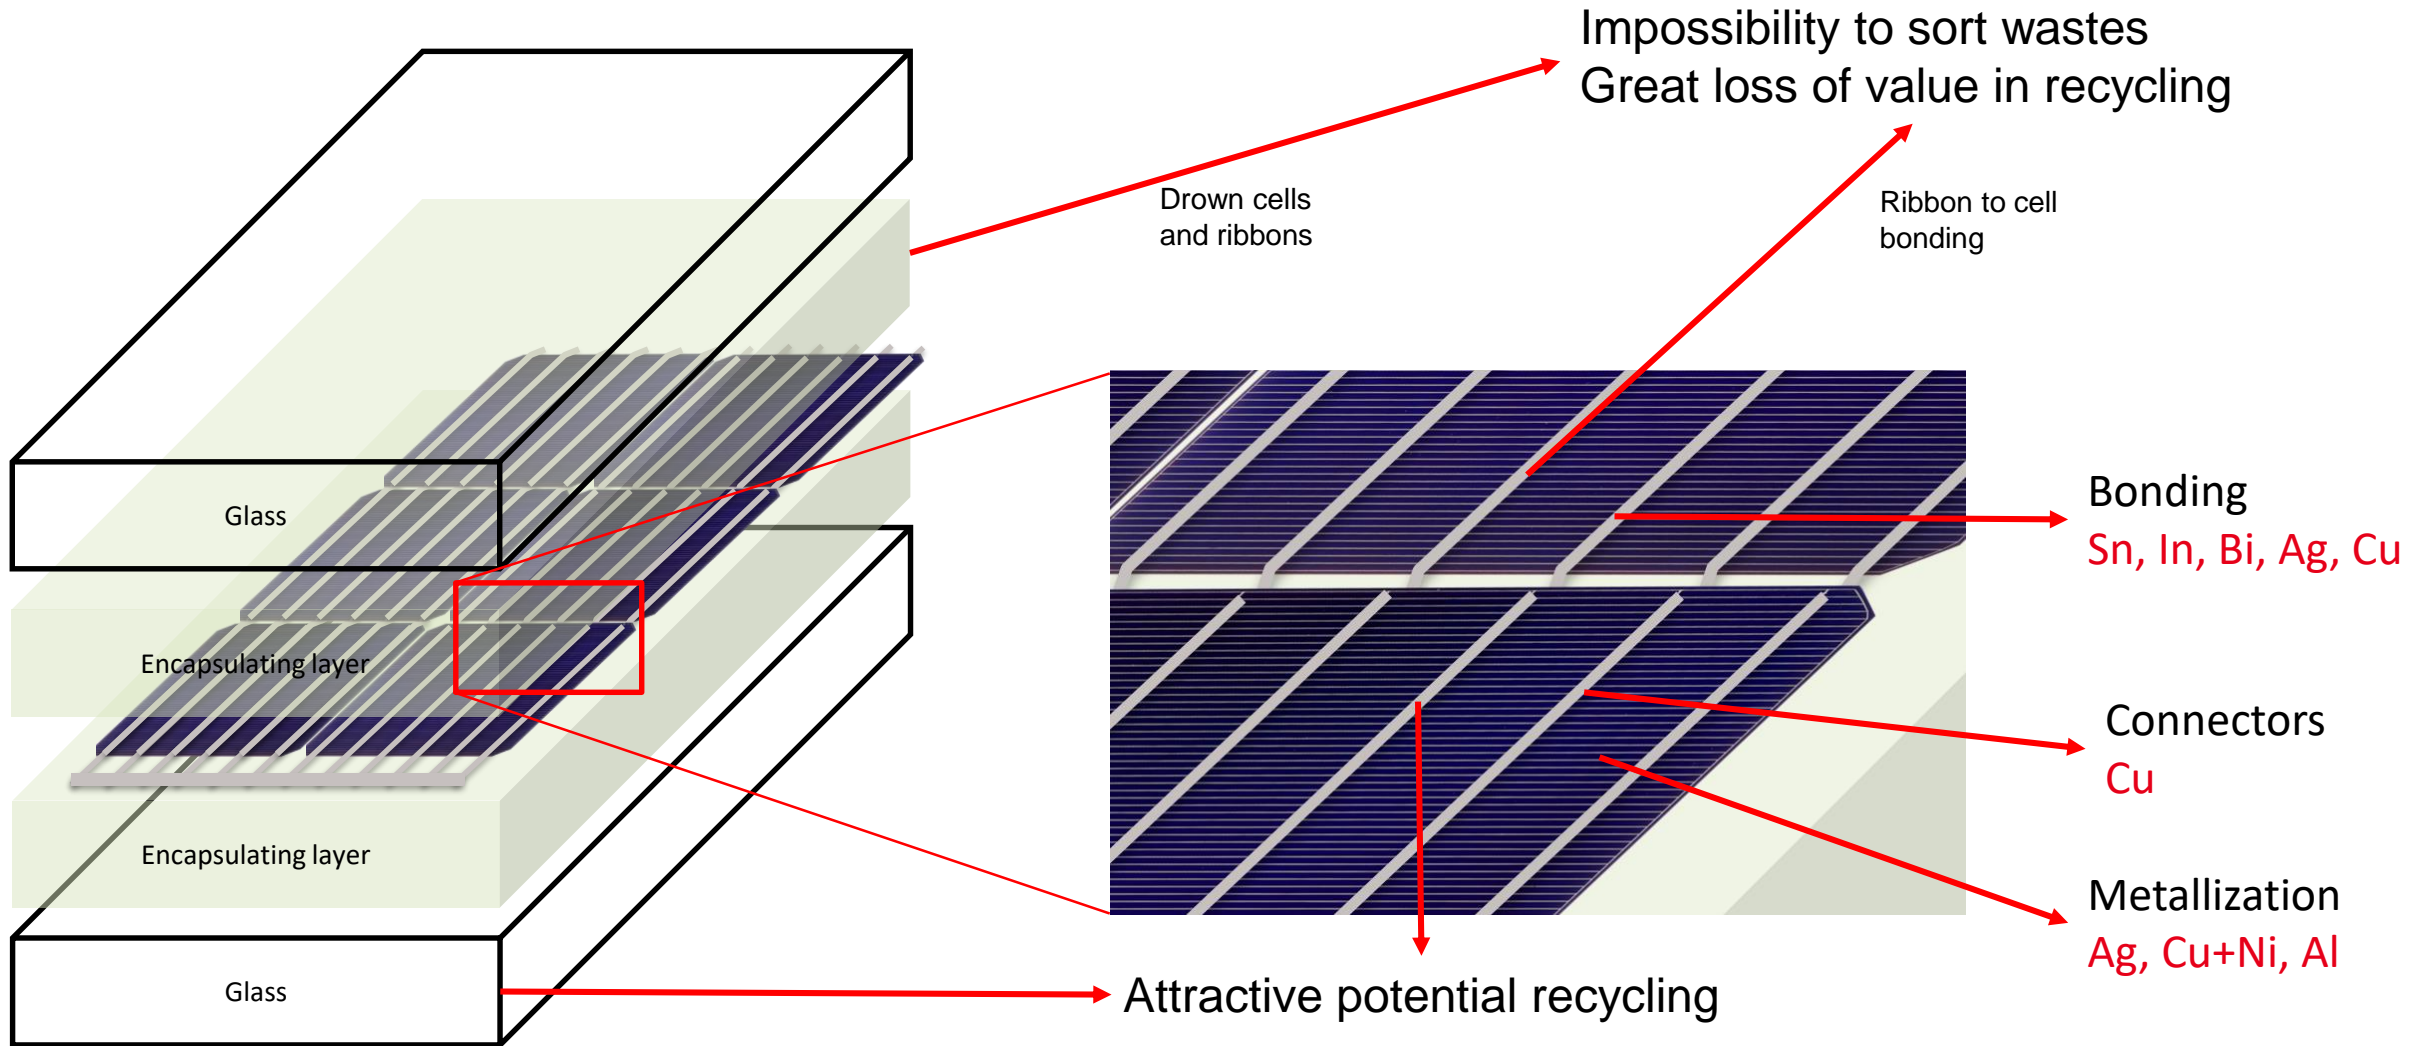 Impossibility to sort wastes
Great loss of value in recycling
Drown cells
and ribbons
Ribbon to cell
bonding
Glass
Encapsulating layer
Encapsulating layer
Glass
Bonding
Sn, In, Bi, Ag, Cu
Connectors
Cu
Metallization
Ag, Cu+Ni, Al
Attractive potential recycling